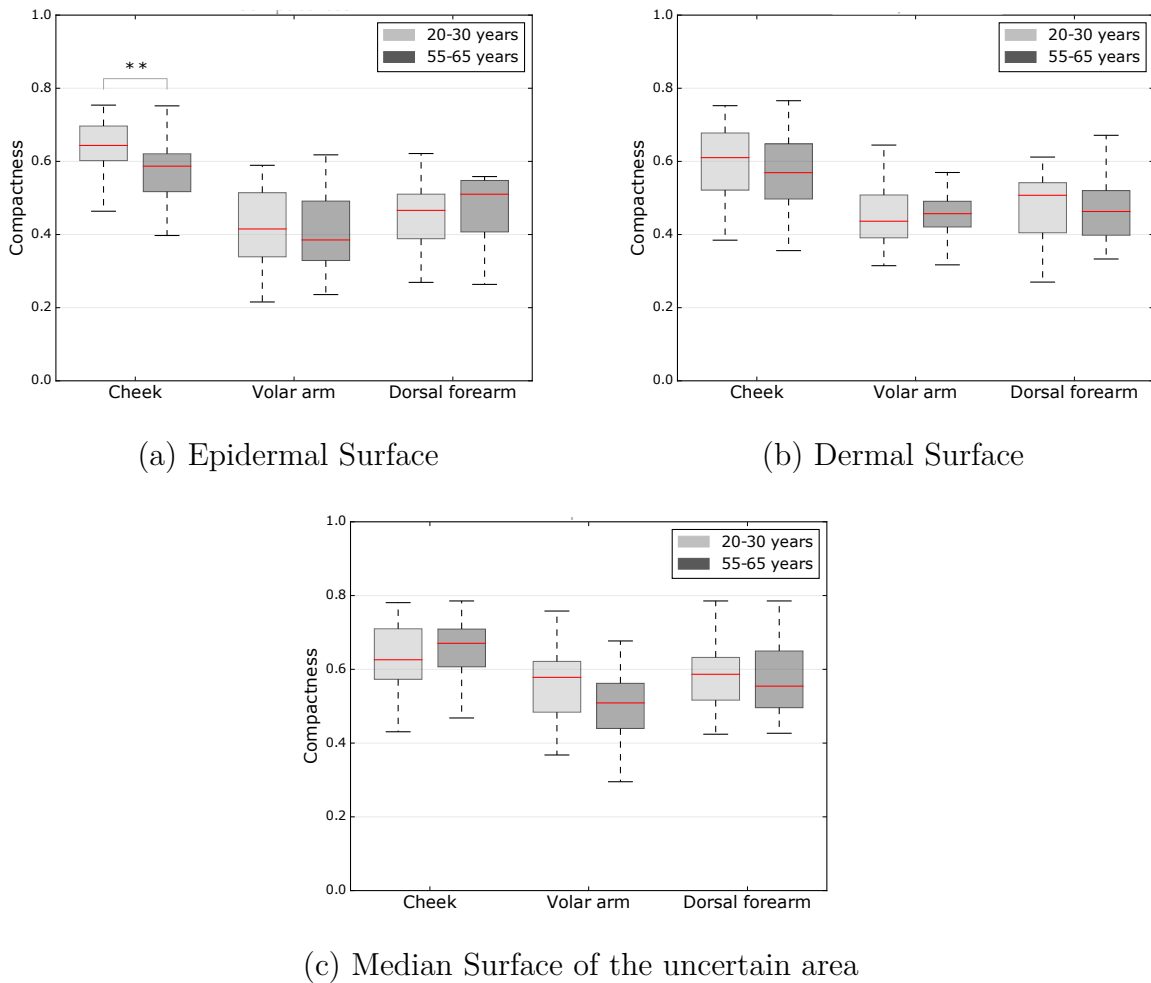 1.0
20-30 years
55-65 years
**
0.8
0.6
Compactness
0.4
0.2
0.0
Cheek
Volar arm
Dorsal forearm
(a) Epidermal Surface
1.0
20-30 years
55-65 years
0.8
0.6
Compactness
0.4
0.2
0.0
Cheek
Volar arm
Dorsal forearm
(b) Dermal Surface
1.0
20-30 years
55-65 years
0.8
0.6
Compactness
0.4
0.2
0.0
Cheek
Volar arm
Dorsal forearm
(c) Median Surface of the uncertain area